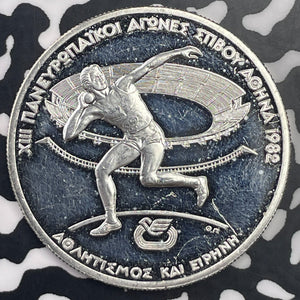 XIII ΠΑΝΕΥΡΩΠΑΪΚΟΙ ΑΓΩΝΕΣ ΣΤΙΒΟΥ ΑΘΗΝΑ 1982
ΑΘΛΗΤΙΣΜΟΣ ΚΑΙ ΕΙΡΗΝΗ